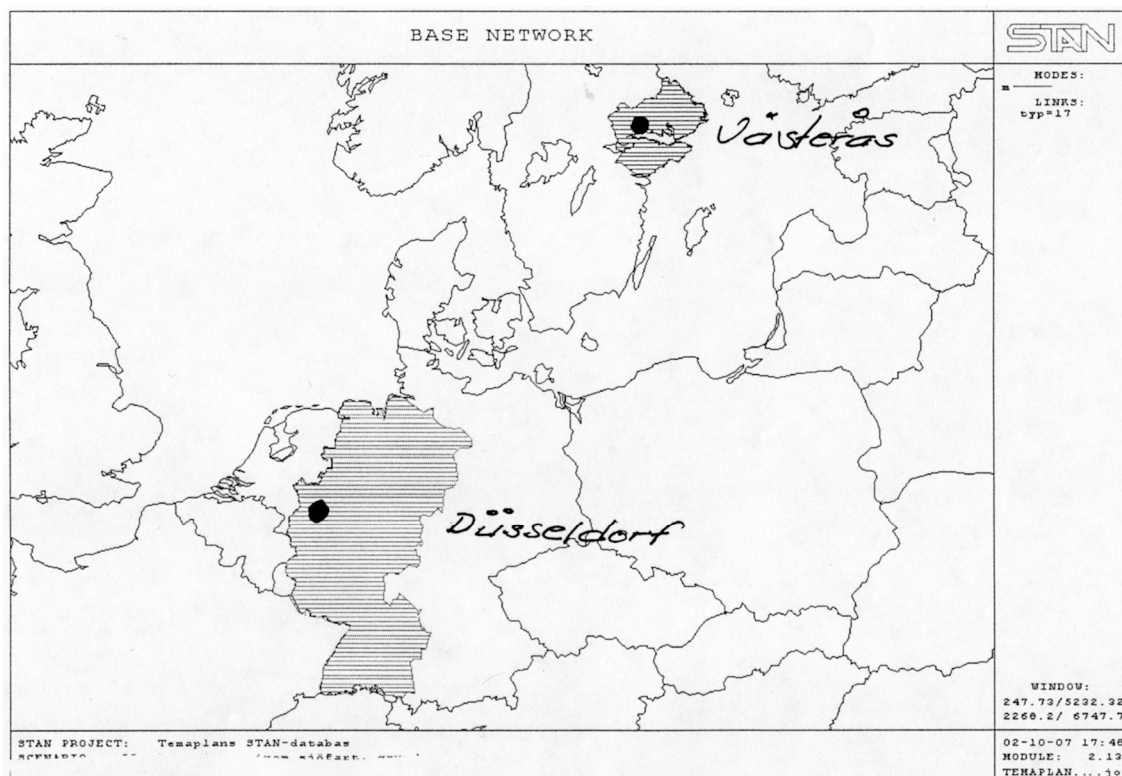 BASE NETWORK
STAN
MODES:
m
LINKS:
typ=17
Västerås
Düsseldorf
WINDOW:
247.73/5232.32
2268.2/ 6747.7
STAN PROJECT: Temaplans STAN-databas
02-10-07 17:46
MODULE: 2.13
TEMAPLAN...